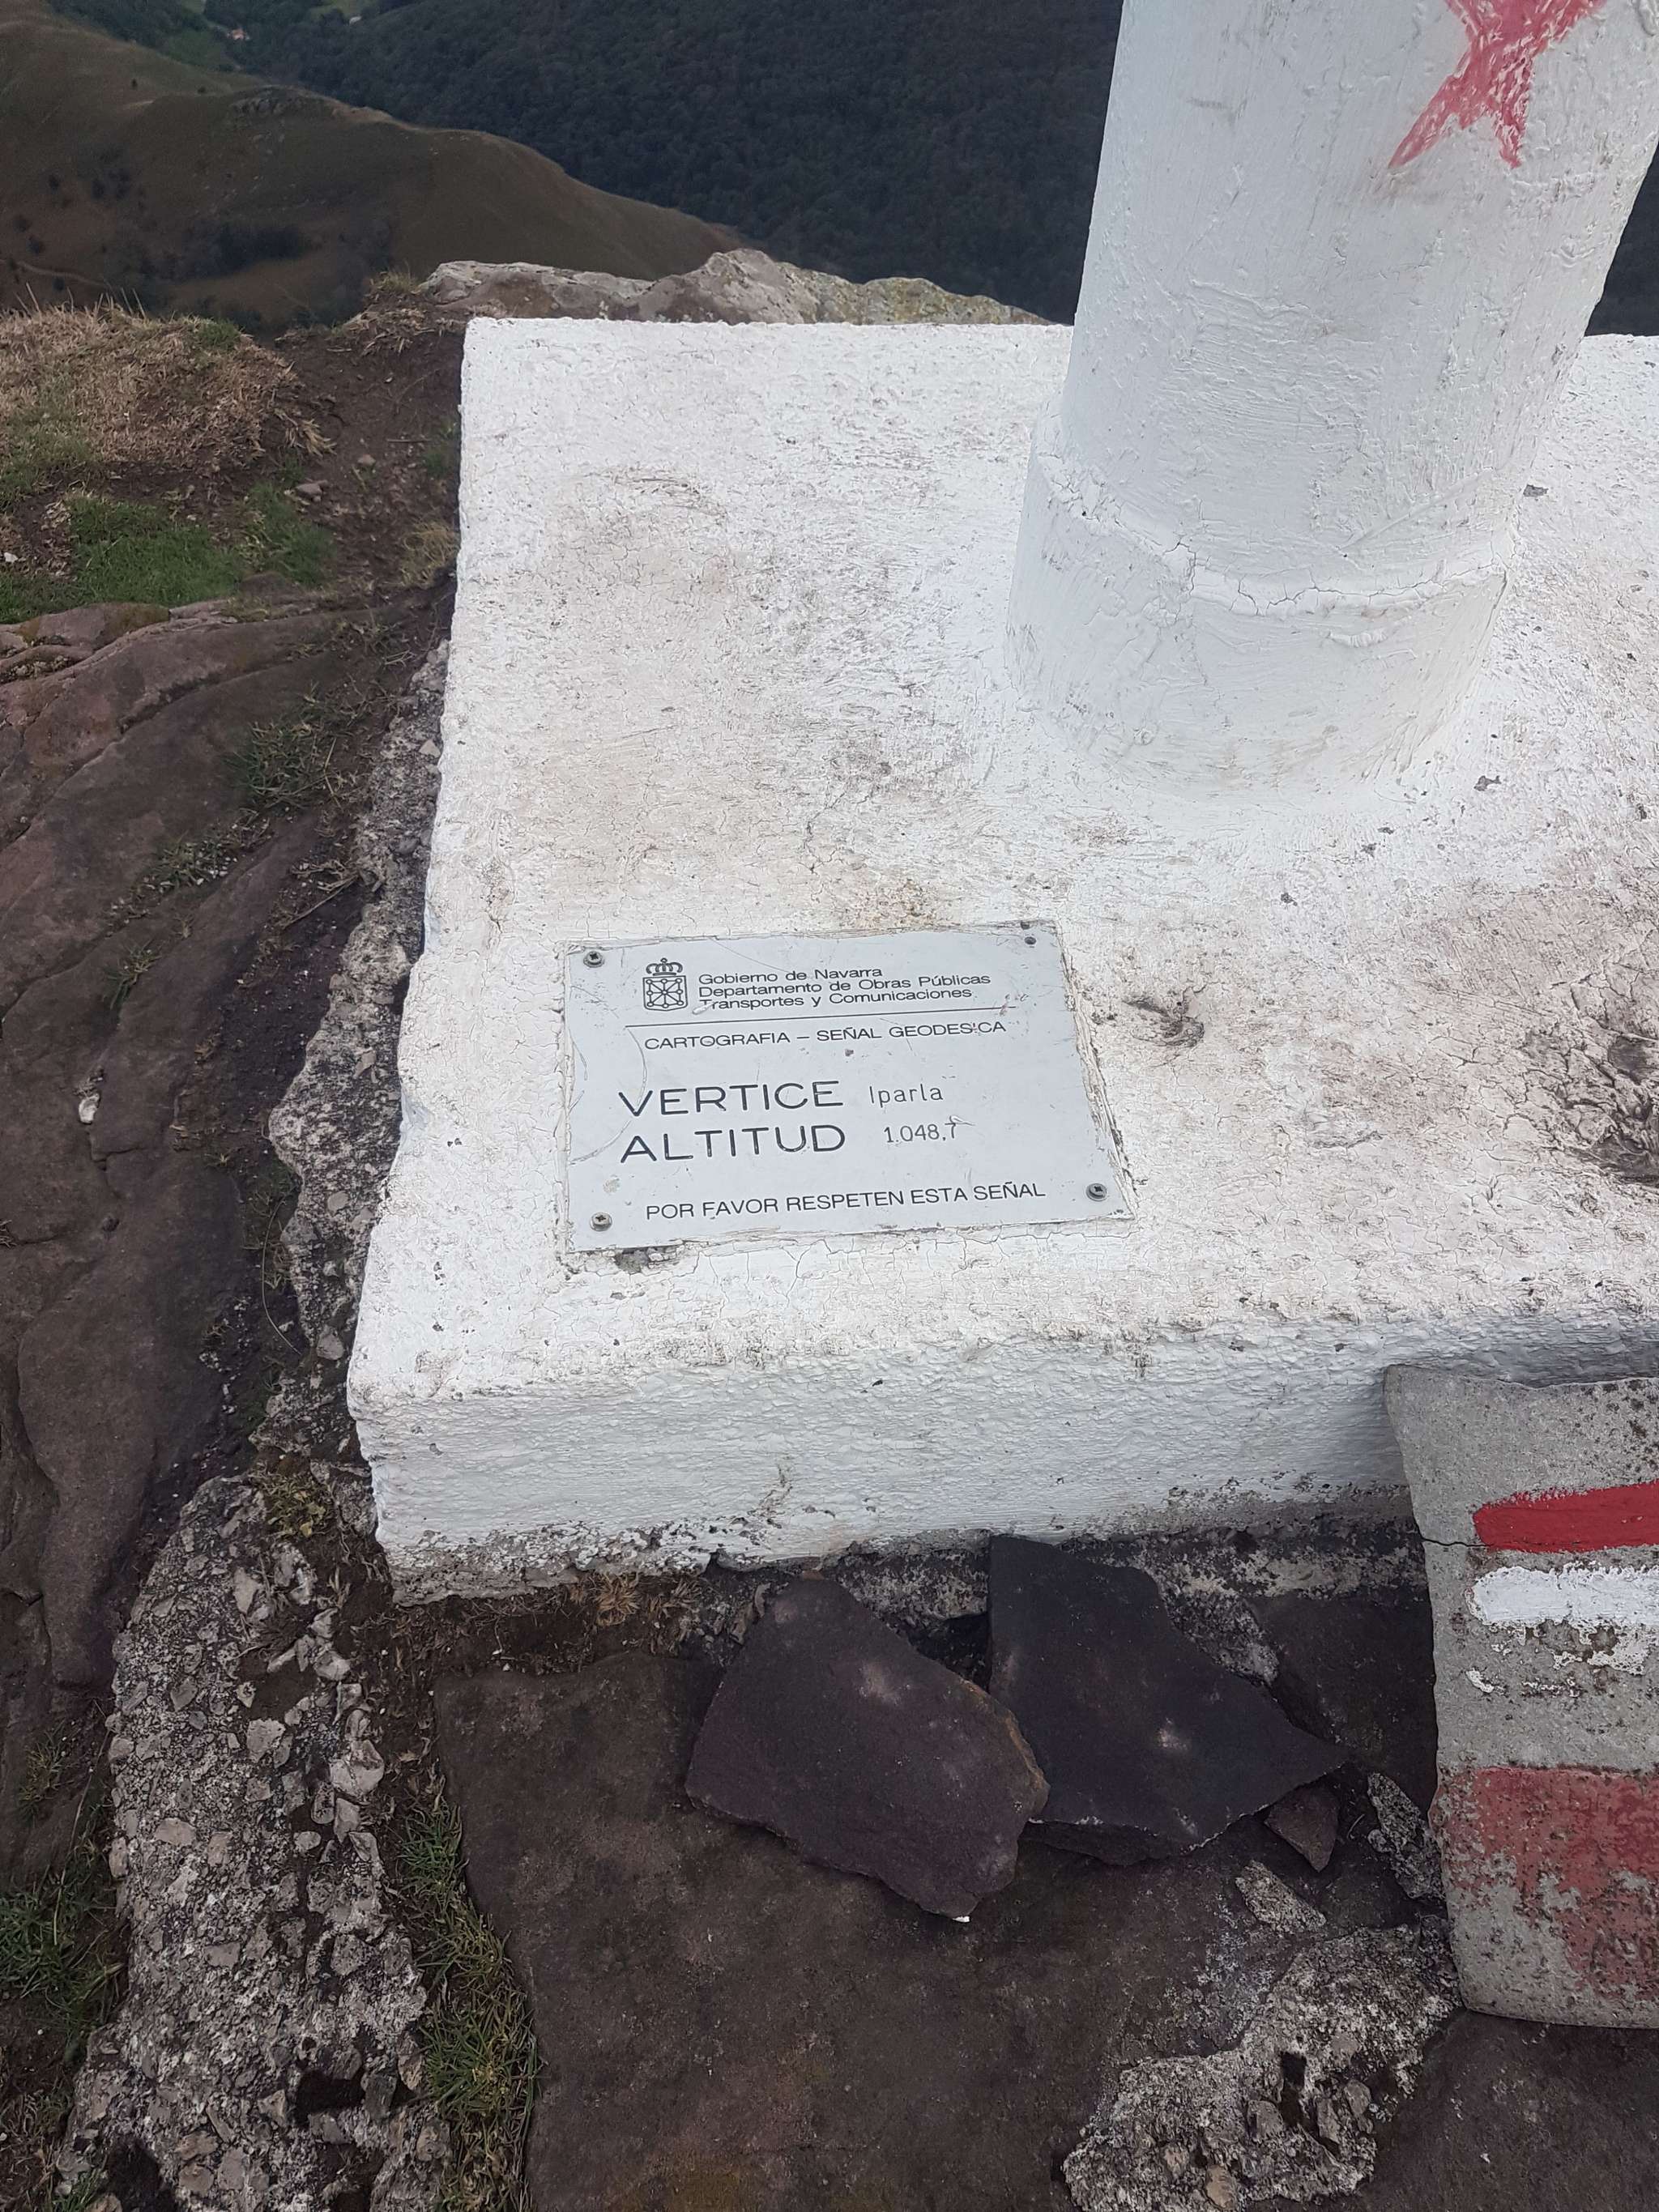 Gobierno de Navarra
Departamento de Obras Públicas
Transportes y Comunicaciones
CARTOGRAFIA – SEÑAL GEODESICA
VERTICE Iparla
ALTITUD 1.048,7
POR FAVOR RESPETEN ESTA SEÑAL